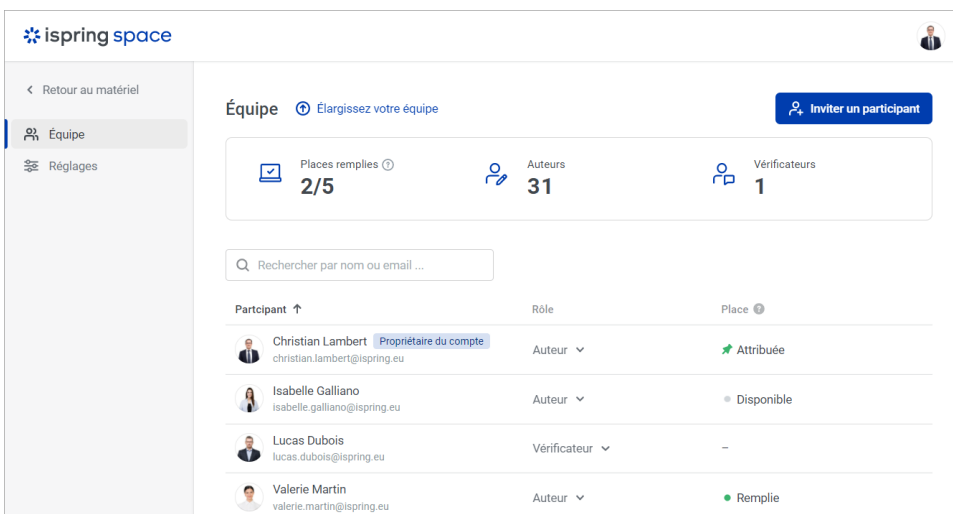 ispring space
Retour au matériel
Équipe
Réglages
Équipe Élargissez votre équipe Inviter un participant
Places remplies ?
2/5
Auteurs
31
Vérificateurs
1
Rechercher par nom ou email ...
Partcipant Rôle Place ?
Christian Lambert Propriétaire du compte
christian.lambert@ispring.eu
Auteur Attribuée
Isabelle Galliano
isabelle.galliano@ispring.eu
Auteur Disponible
Lucas Dubois
lucas.dubois@ispring.eu
Vérificateur –
Valerie Martin
valerie.martin@ispring.eu
Auteur Remplie